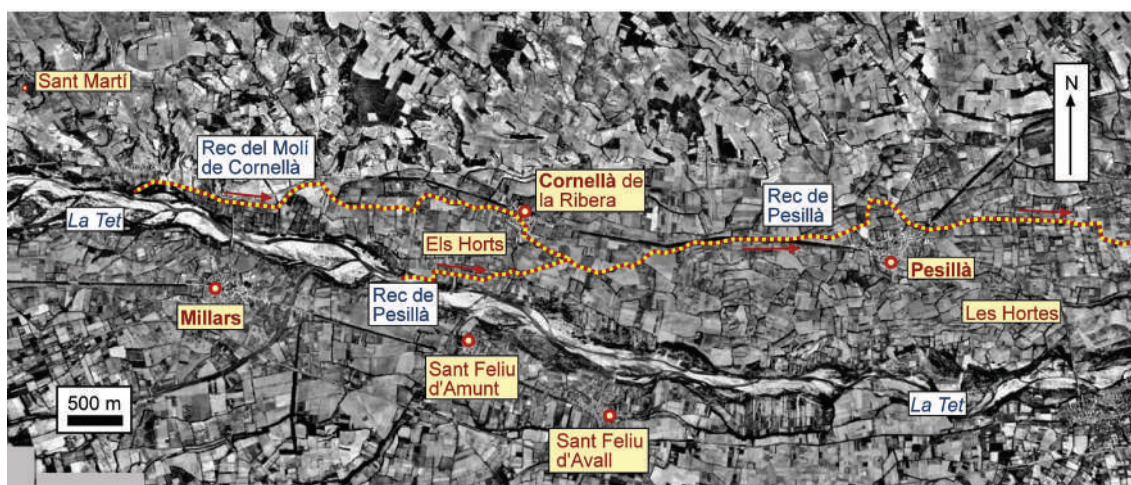 Sant Martí
N
Rec del Molí
de Cornellà
Cornellà de
la Ribera
Rec de
Pesillà
La Tet
Els Horts
Pesillà
Rec de
Pesillà
Millars
Les Hortes
Sant Feliu
d'Amunt
500 m
La Tet
Sant Feliu
d'Avall